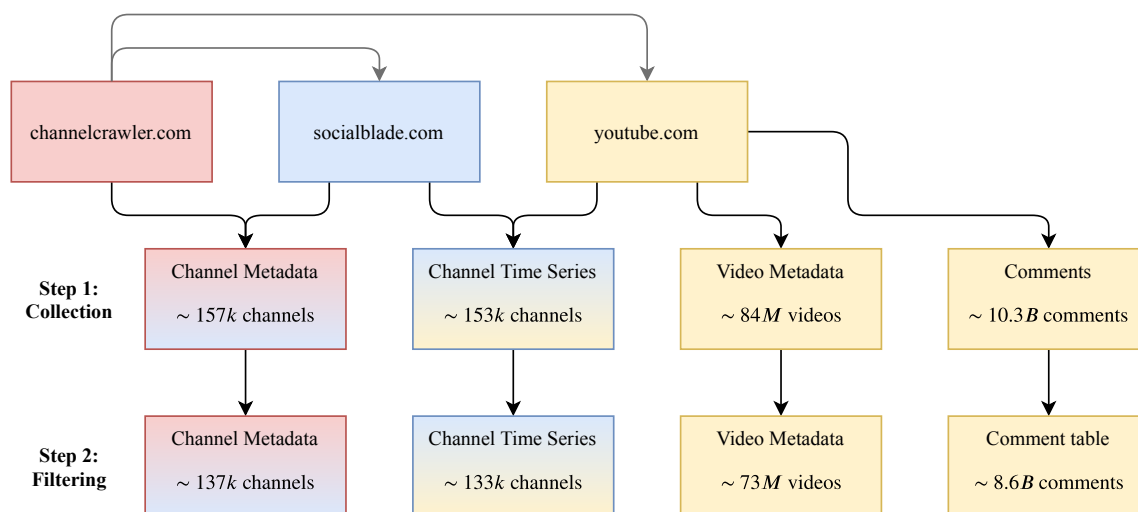 channelcrawler.com
socialblade.com
youtube.com
Step 1:
Collection
Channel Metadata
~ 157k channels
Channel Time Series
~ 153k channels
Video Metadata
~ 84M videos
Comments
~ 10.3B comments
Step 2:
Filtering
Channel Metadata
~ 137k channels
Channel Time Series
~ 133k channels
Video Metadata
~ 73M videos
Comment table
~ 8.6B comments